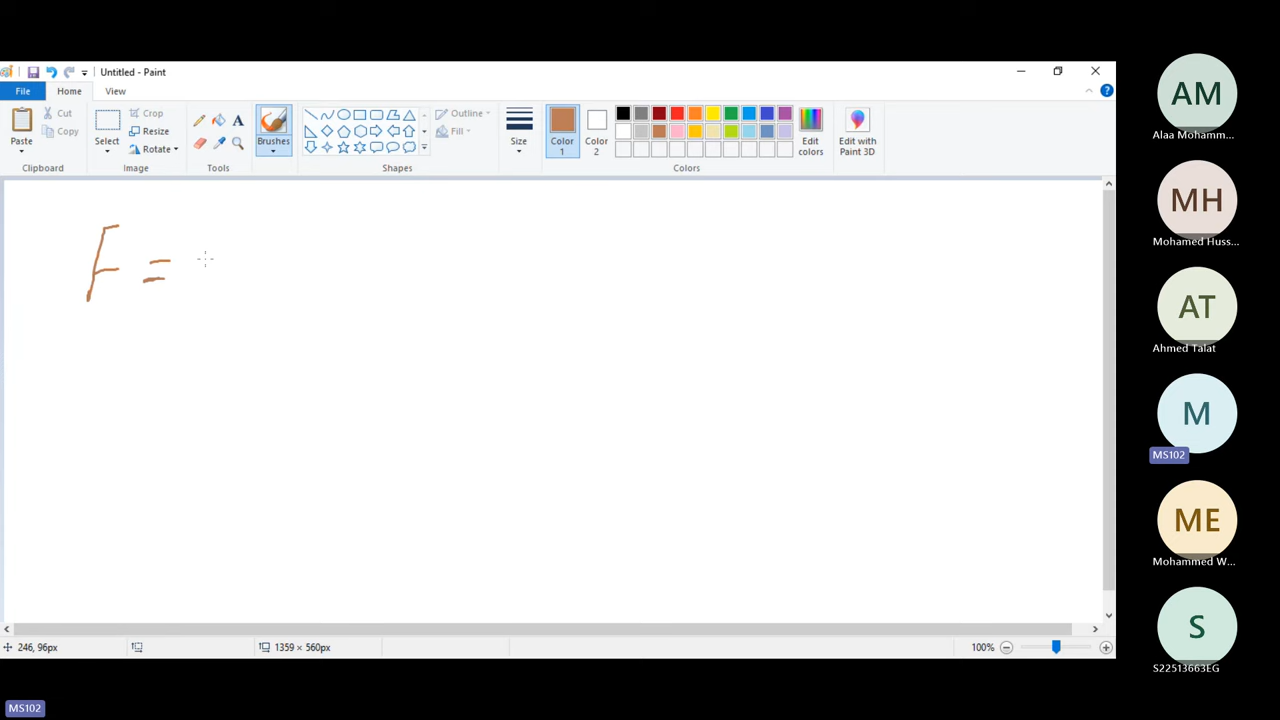 Untitled - Paint
File Home View
Paste
Cut
Copy
Clipboard
Select
Crop
Resize
Rotate
Image
Tools
Brushes
Outline
Fill
Shapes
Size
Color 1
Color 2
Edit colors
Colors
Edit with Paint 3D
F =
246, 96px
1359 × 560px
100%
AM
Alaa Mohamm...
MH
Mohamed Huss...
AT
Ahmed Talat
M
MS102
ME
Mohammed W...
S
S22513663EG
MS102